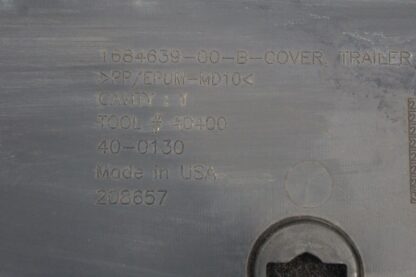 1684639-00-B-COVER, TRAILER
>PP/EPDM-MD10<
CAVITY: 1
TOOL # 40400
40-0130
Made in USA
208657